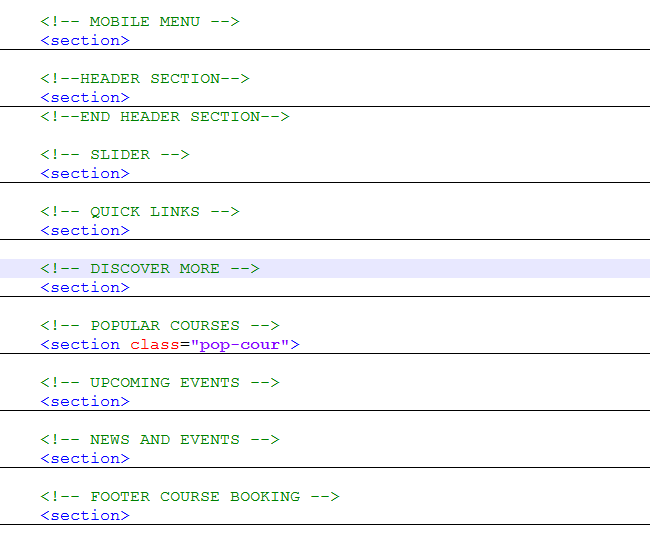 <!-- MOBILE MENU -->
<section>
<!--HEADER SECTION-->
<section>
<!--END HEADER SECTION-->
<!-- SLIDER -->
<section>
<!-- QUICK LINKS -->
<section>
<!-- DISCOVER MORE -->
<section>
<!-- POPULAR COURSES -->
<section class="pop-cour">
<!-- UPCOMING EVENTS -->
<section>
<!-- NEWS AND EVENTS -->
<section>
<!-- FOOTER COURSE BOOKING -->
<section>